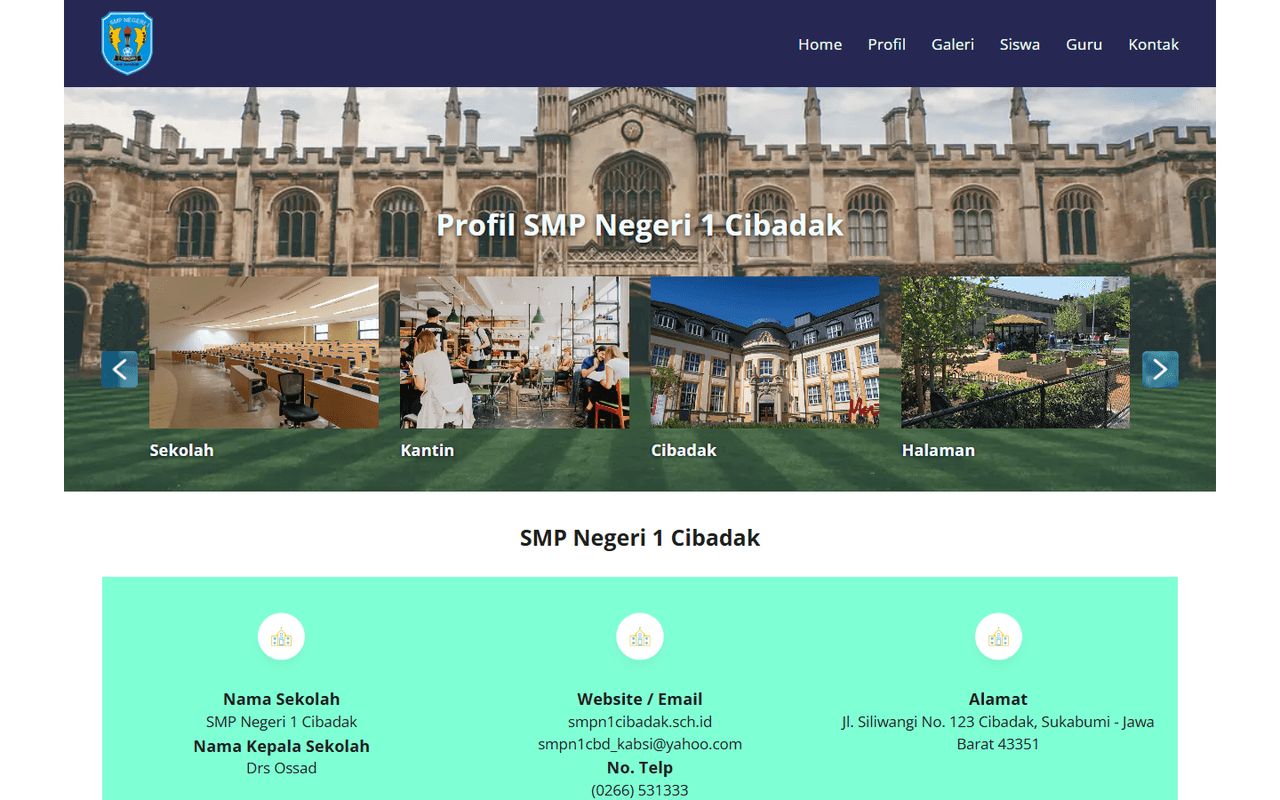 SMP NEGERI
Home
Profil
Galeri
Siswa
Guru
Kontak
Profil SMP Negeri 1 Cibadak
Sekolah
Kantin
Cibadak
Halaman
SMP Negeri 1 Cibadak
Nama Sekolah
SMP Negeri 1 Cibadak
Nama Kepala Sekolah
Drs Ossad
Website / Email
smpn1cibadak.sch.id
smpn1cbd_kabsi@yahoo.com
No. Telp
(0266) 531333
Alamat
Jl. Siliwangi No. 123 Cibadak, Sukabumi - Jawa
Barat 43351